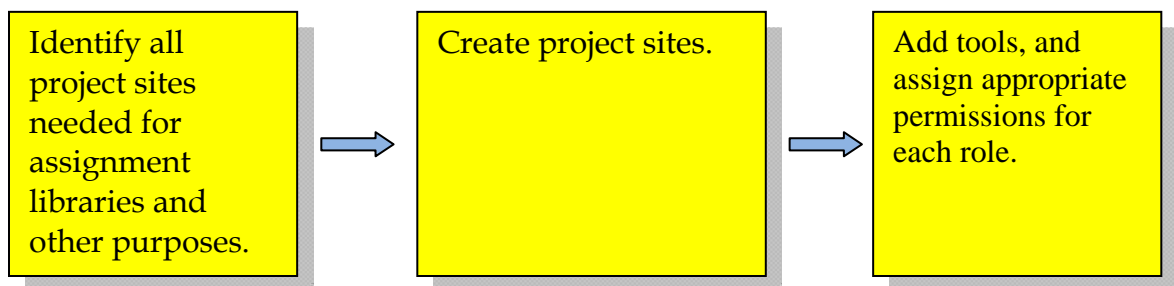 Identify all
project sites
needed for
assignment
libraries and
other purposes.
Create project sites.
Add tools, and
assign appropriate
permissions for
each role.